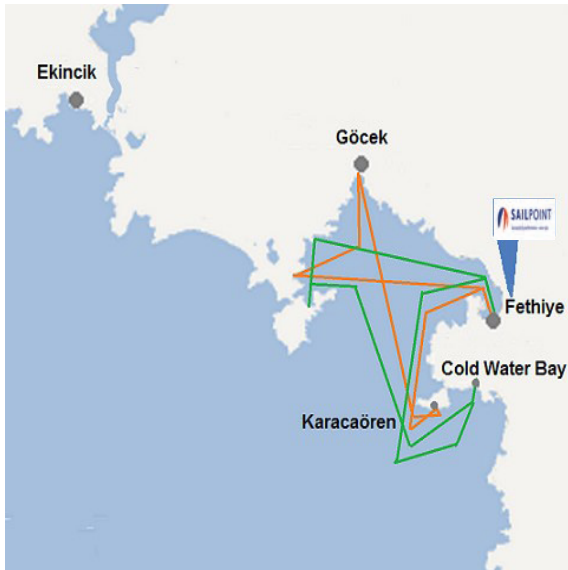 Ekincik
Göcek
SAILPOINT
Fethiye
Cold Water Bay
Karacaören